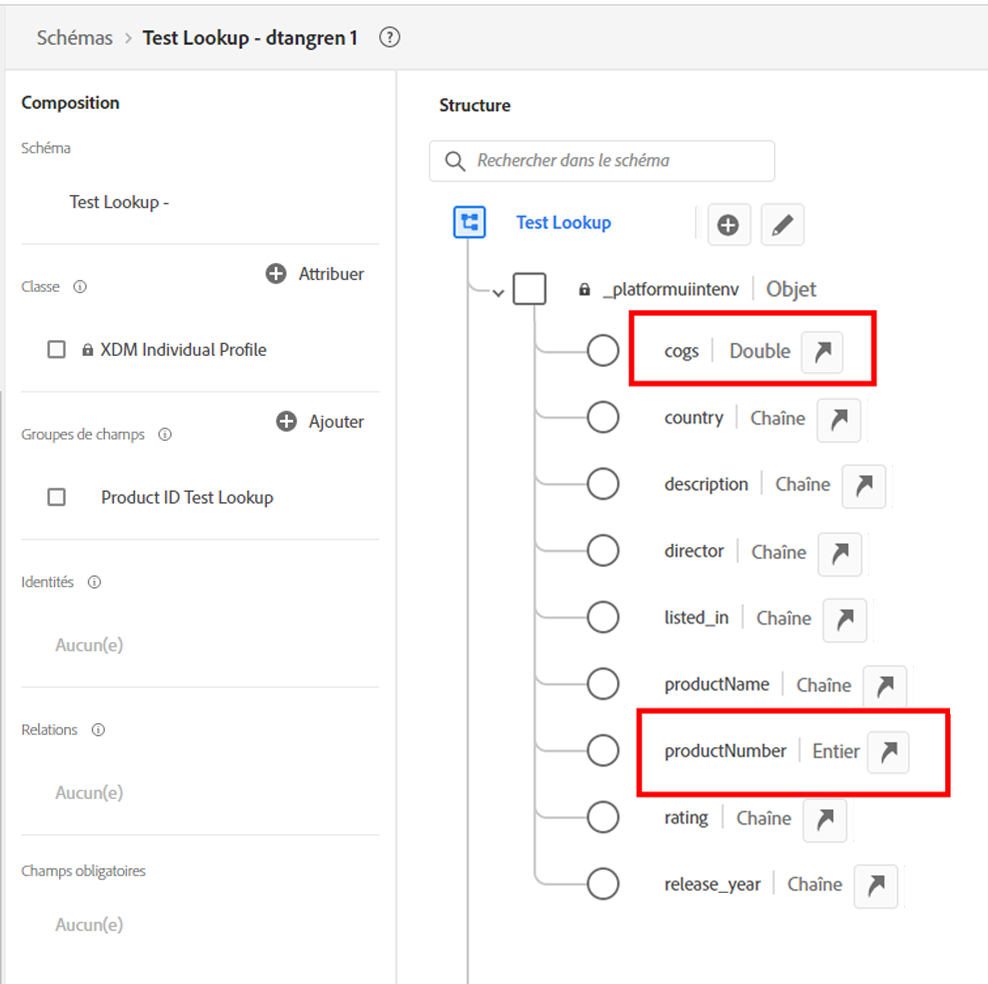 Schémas > Test Lookup - dtangren 1 ?
Composition
Schéma
Test Lookup -
Classe
Attribuer
XDM Individual Profile
Groupes de champs
Ajouter
Product ID Test Lookup
Identités
Aucun(e)
Relations
Aucun(e)
Champs obligatoires
Aucun(e)
Structure
Rechercher dans le schéma
Test Lookup
_platformuiintenv Objet
cogs Double
country Chaîne
description Chaîne
director Chaîne
listed_in Chaîne
productName Chaîne
productNumber Entier
rating Chaîne
release_year Chaîne